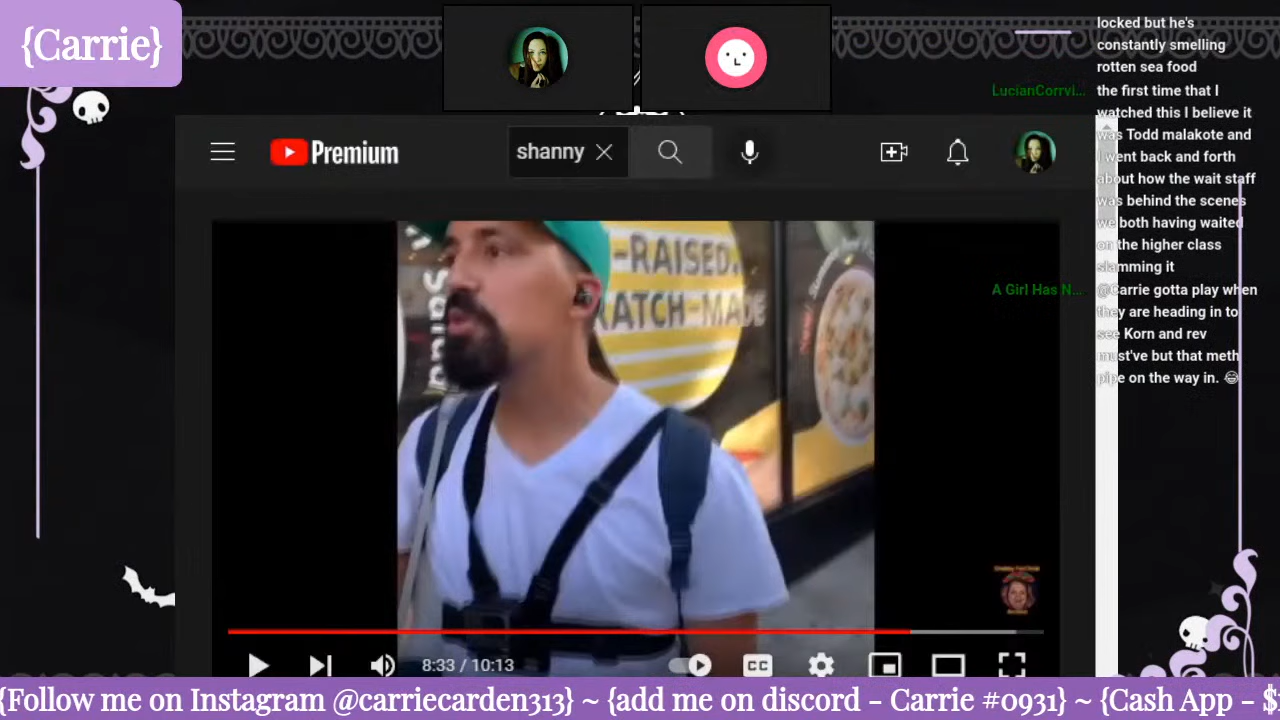 {Carrie}
Premium
shanny
-RAISED.
KATCH-MADE
8:33 / 10:13
CC
locked but he's
constantly smelling
rotten sea food
LucianCorrvi... the first time that I
watched this I believe it
was Todd malakote and
I went back and forth
about how the wait staff
was behind the scenes
we both having waited
on the higher class
slamming it
A Girl Has N... @Carrie gotta play when
they are heading in to
see Korn and rev
must've but that meth
pipe on the way in. 😂
{Follow me on Instagram @carriecarden313} ~ {add me on discord - Carrie #0931} ~ {Cash App - $